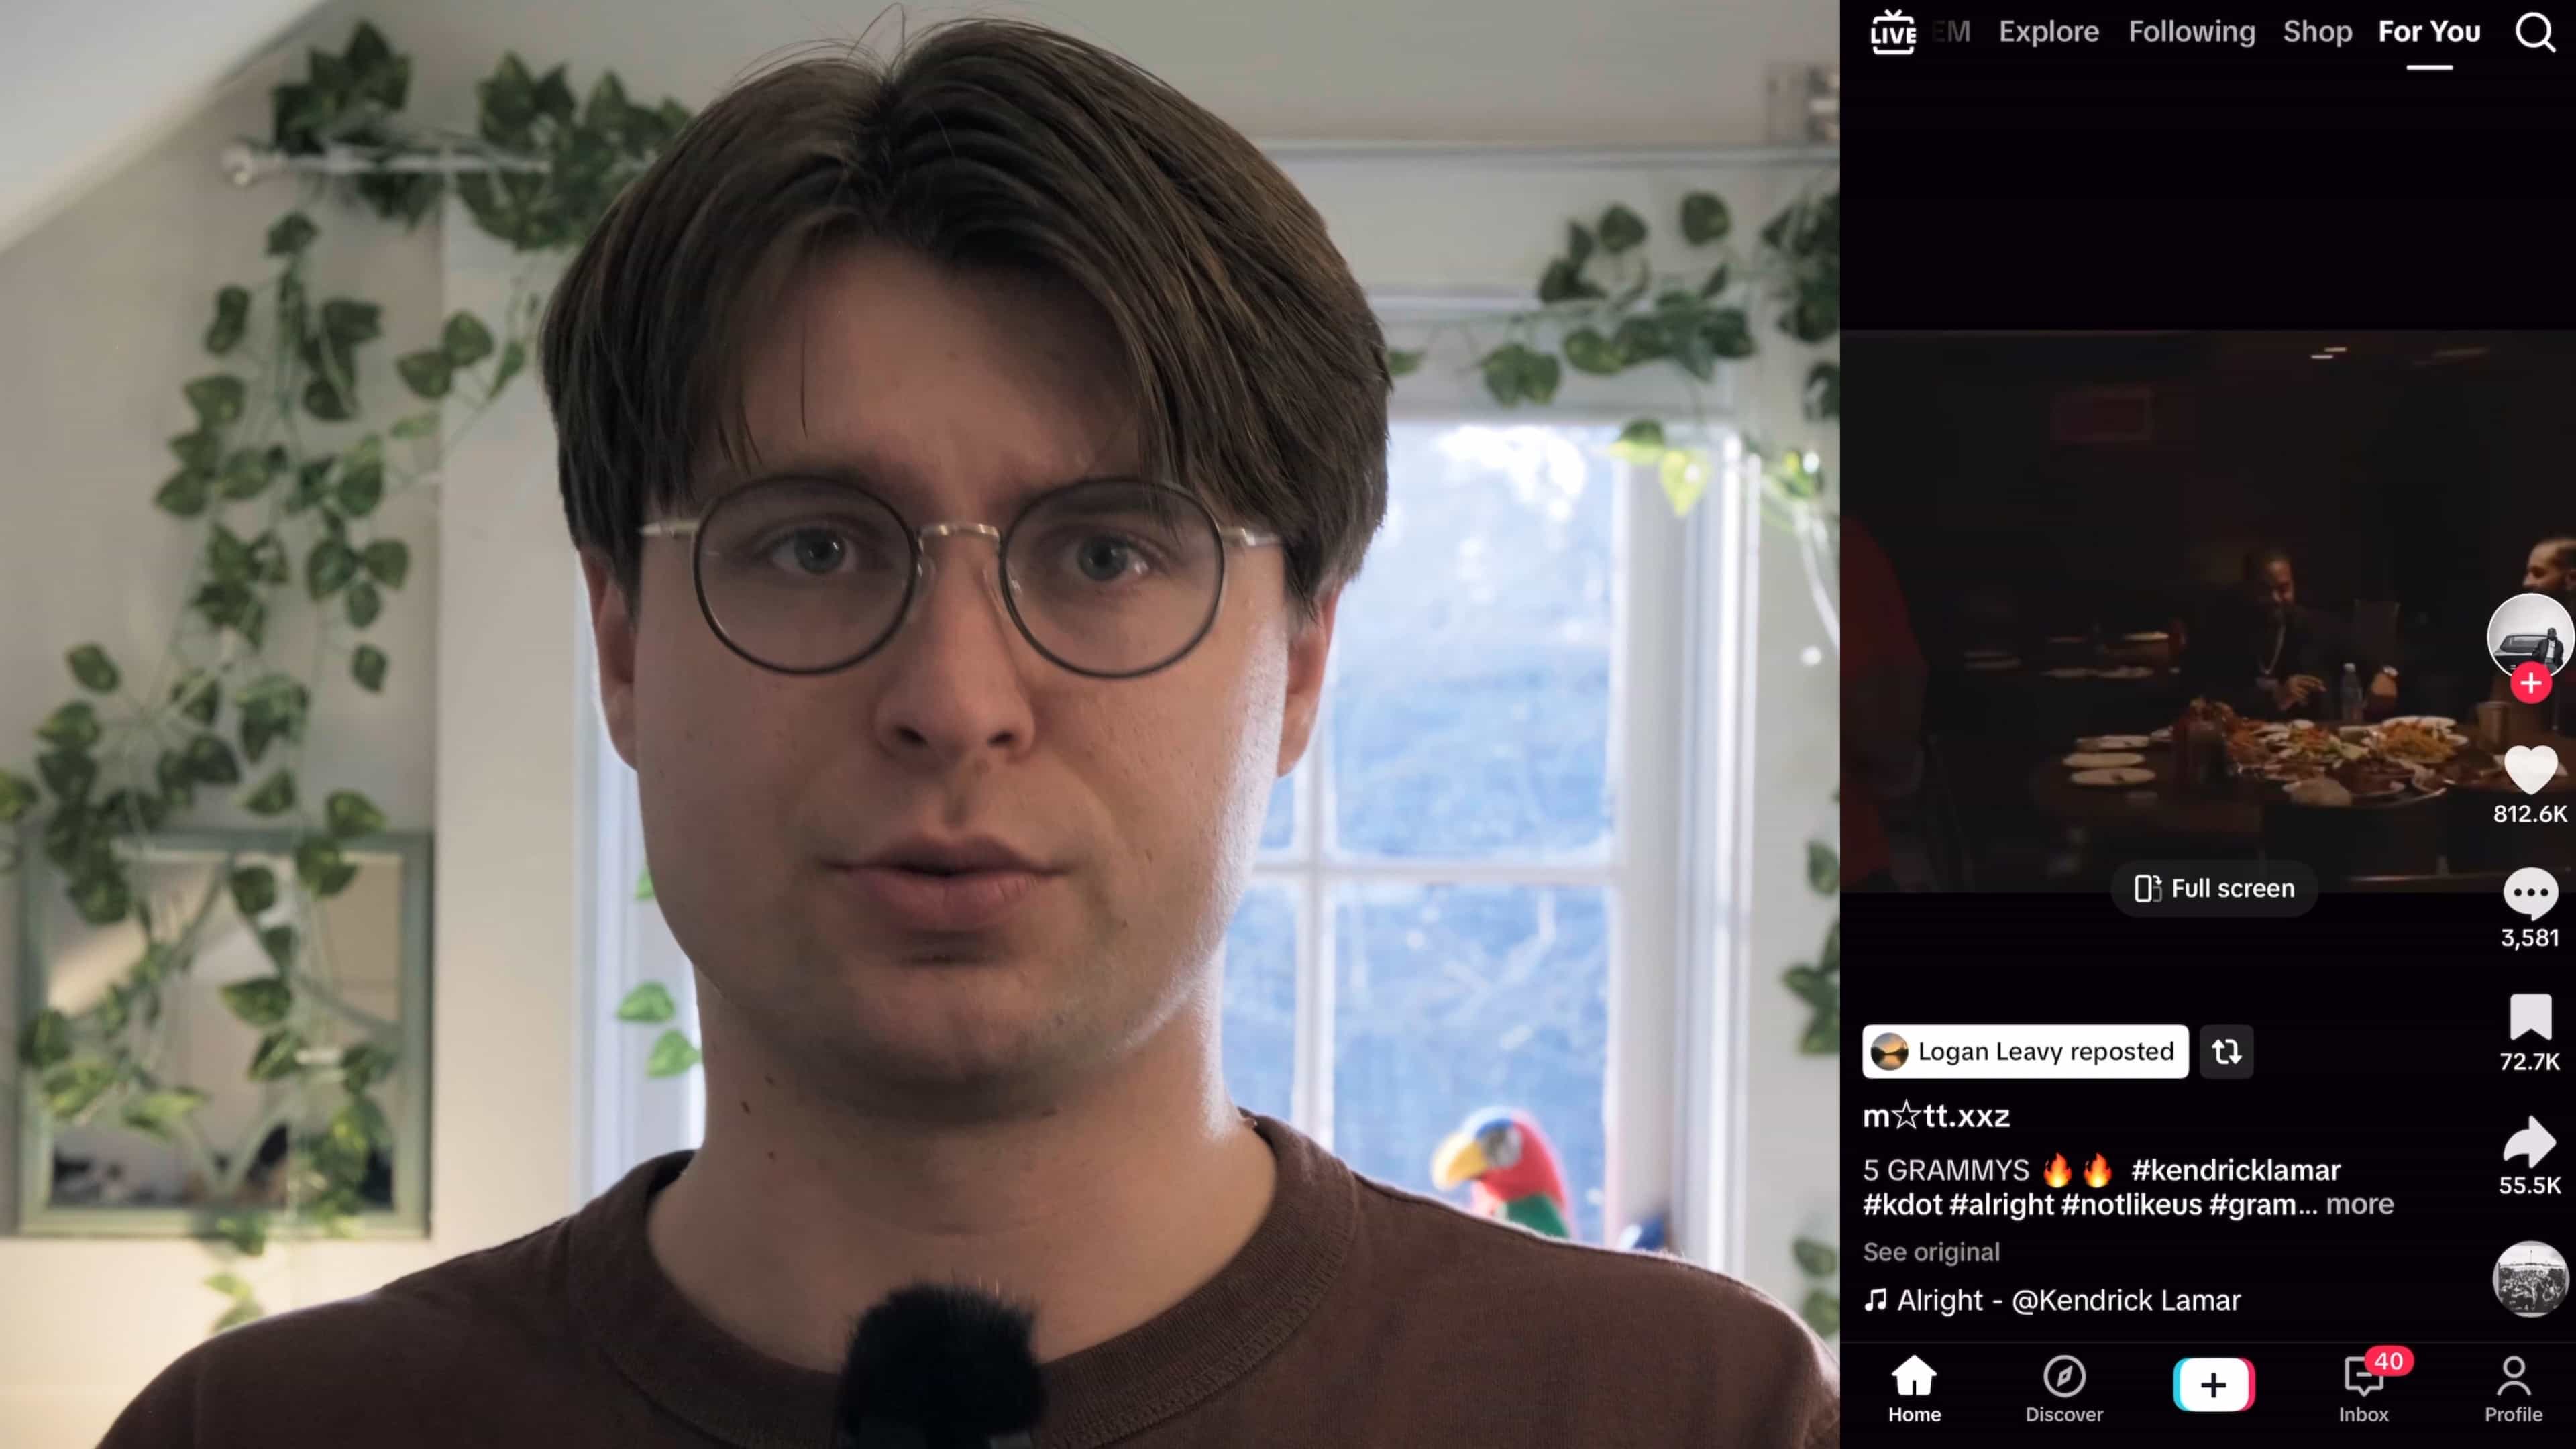 LIVE EM Explore Following Shop For You
812.6K
Full screen
3,581
Logan Leavy reposted
72.7K
m☆tt.xxz
5 GRAMMYS 🔥🔥 #kendricklamar
#kdot #alright #notlikeus #gram... more
55.5K
See original
Alright - @Kendrick Lamar
40
Home Discover Inbox Profile